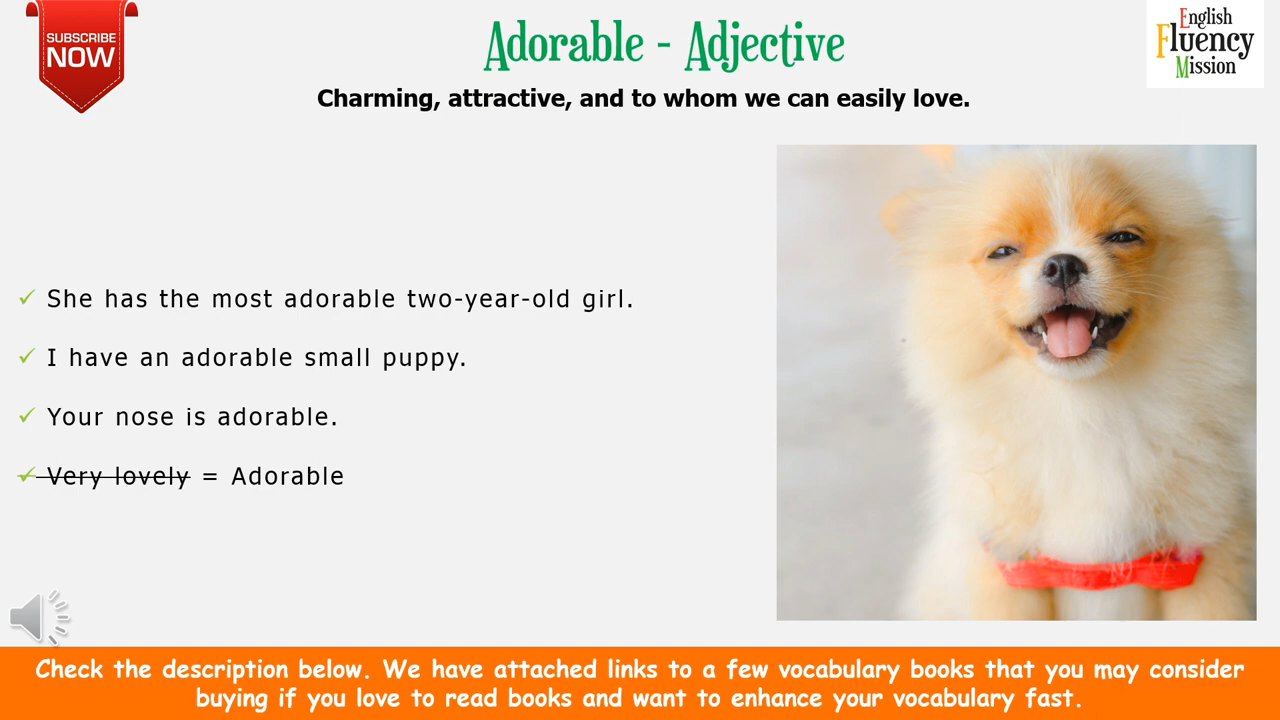 SUBSCRIBE
NOW
Adorable - Adjective
English
Fluency
Mission
Charming, attractive, and to whom we can easily love.
She has the most adorable two-year-old girl.
I have an adorable small puppy.
Your nose is adorable.
Very lovely = Adorable
Check the description below. We have attached links to a few vocabulary books that you may consider
buying if you love to read books and want to enhance your vocabulary fast.